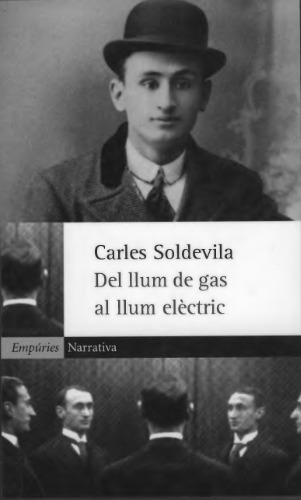 Carles Soldevila
Del llum de gas
al llum elèctric
Empúries Narrativa